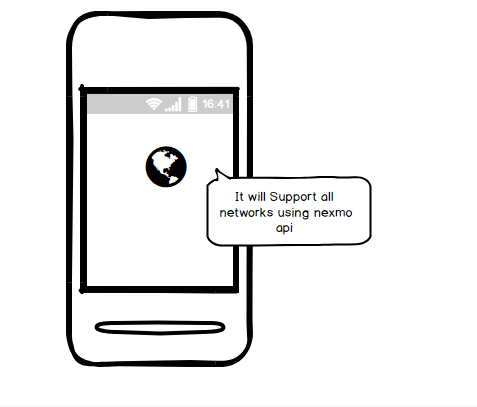 16:41
It will Support all
networks using nexmo
api